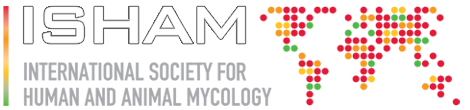 ISHAM
INTERNATIONAL SOCIETY FOR
HUMAN AND ANIMAL MYCOLOGY